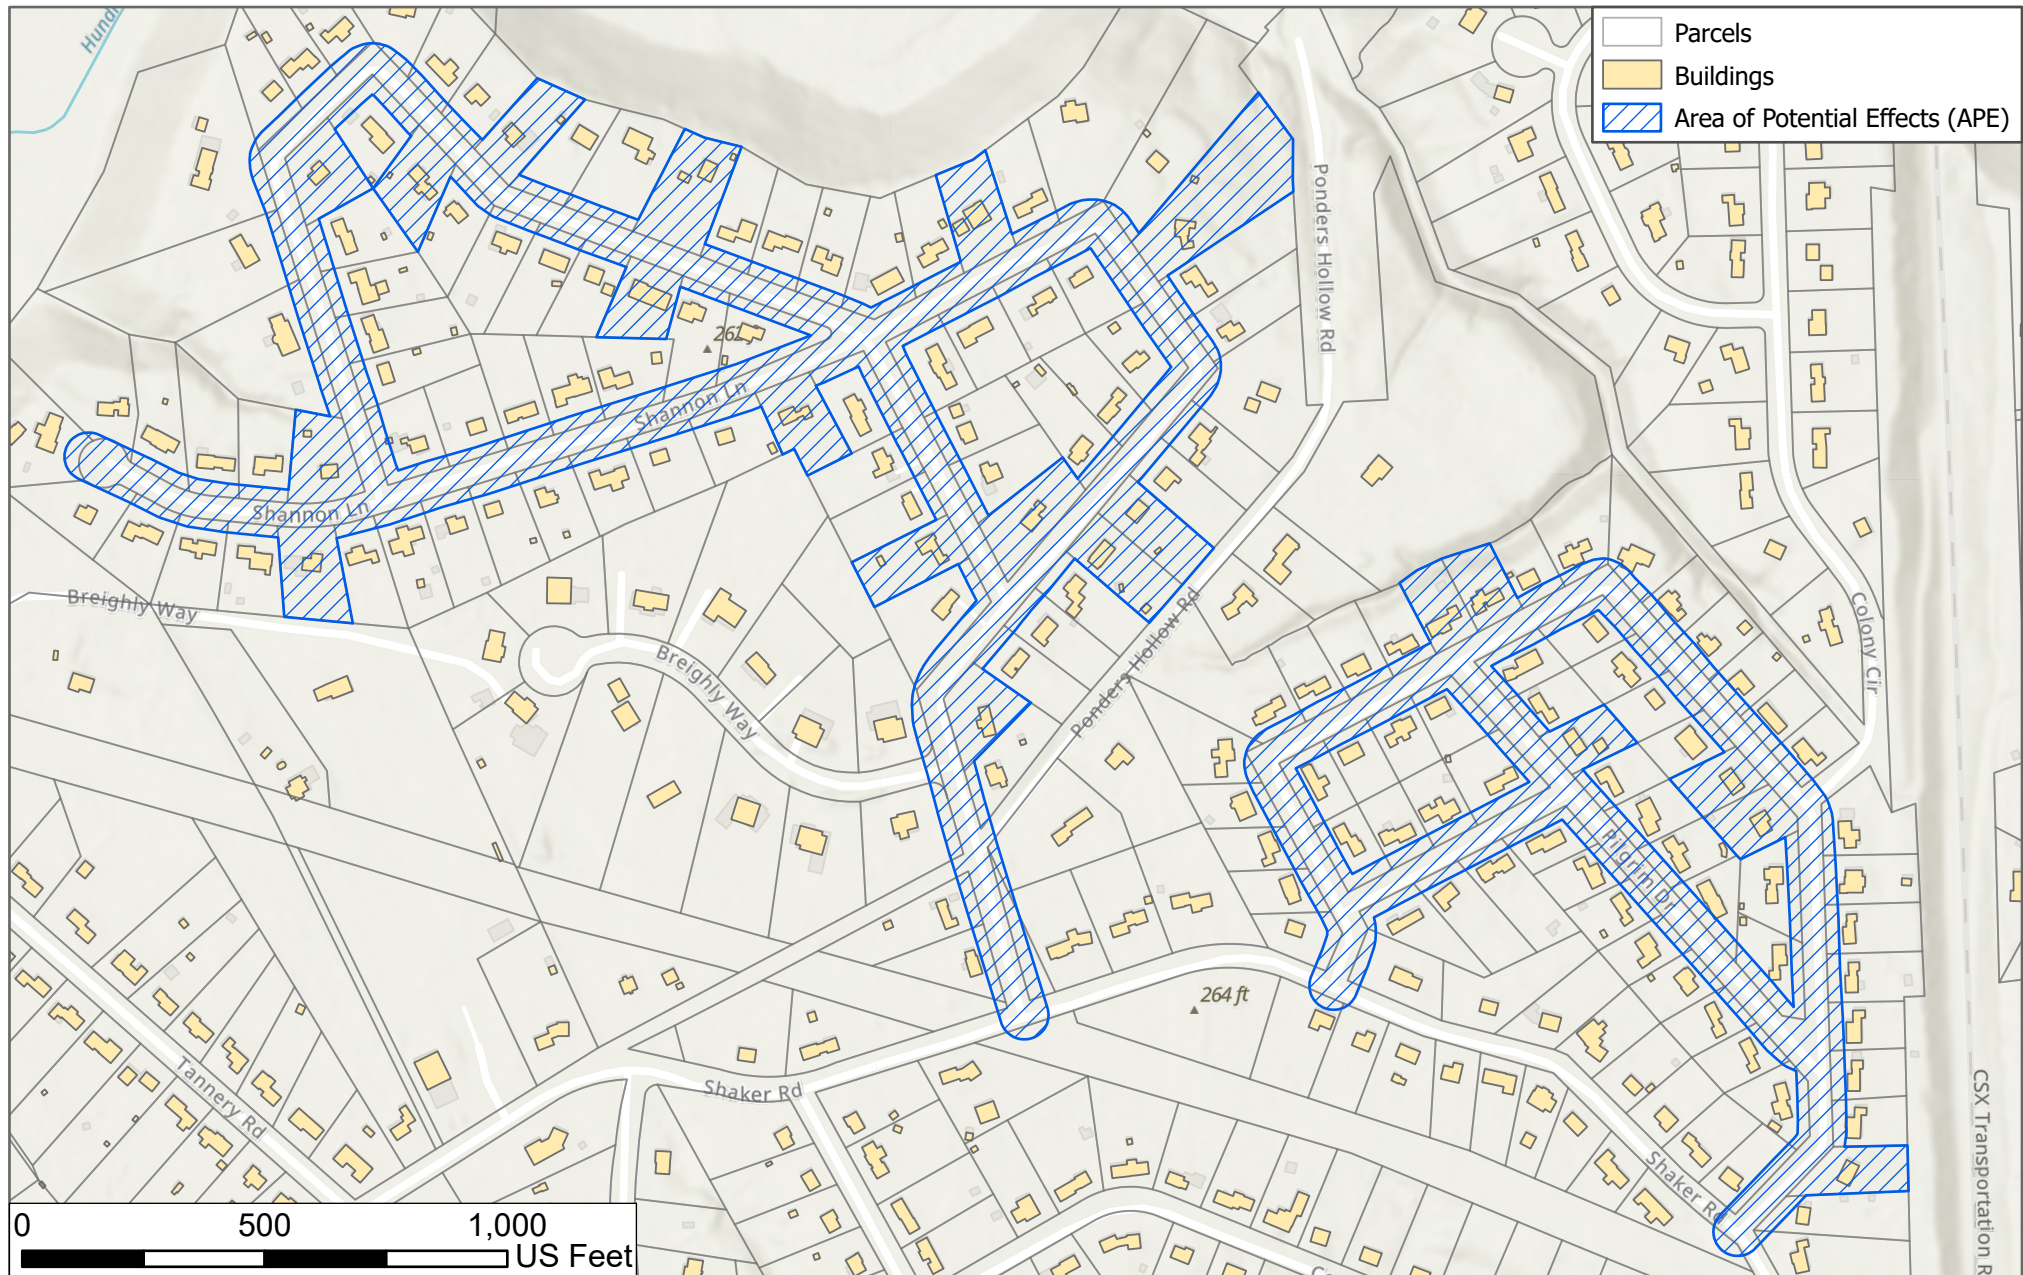 Hund
Parcels
Buildings
Area of Potential Effects (APE)
Ponders Hollow Rd
262 f
Shannon Ln
Shannon Ln
Breighly Way
Breighly Way
Ponders Hollow Rd
Colony Cir
Pilgrim Dr
264 ft
Tannery Rd
Shaker Rd
Shaker Rd
CSX Transportation R
0 500 1,000
US Feet